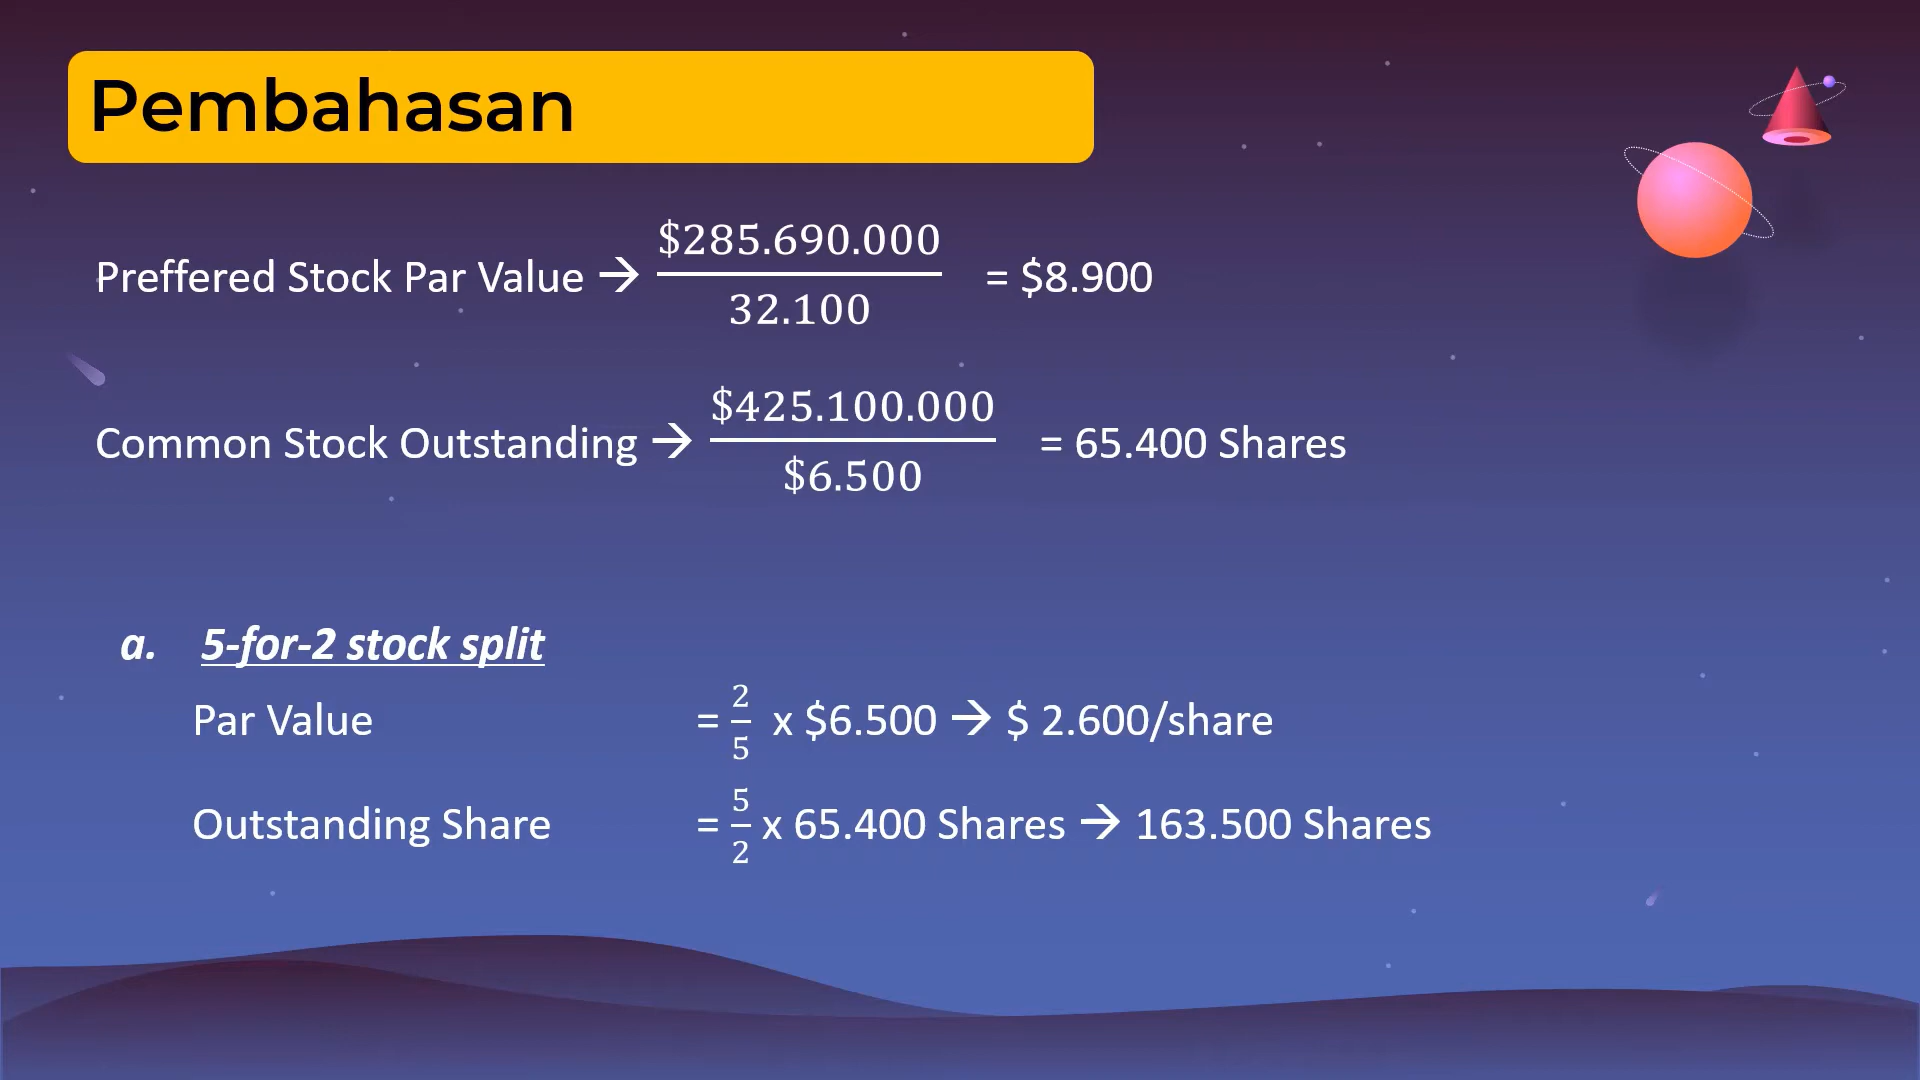 Pembahasan
Preffered Stock Par Value → $285.690.000 / 32.100 = $8.900
Common Stock Outstanding → $425.100.000 / $6.500 = 65.400 Shares
a. 5-for-2 stock split
Par Value = 2/5 x $6.500 → $ 2.600/share
Outstanding Share = 5/2 x 65.400 Shares → 163.500 Shares